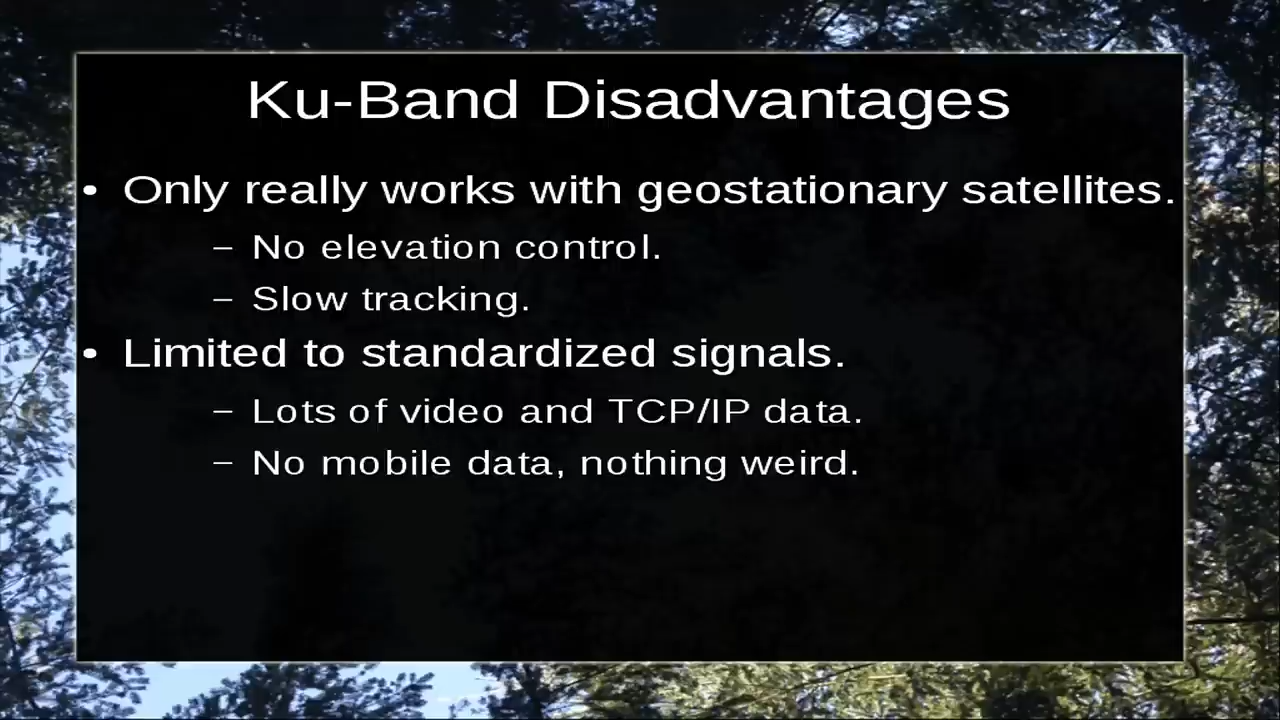 Ku-Band Disadvantages
• Only really works with geostationary satellites.
– No elevation control.
– Slow tracking.
• Limited to standardized signals.
– Lots of video and TCP/IP data.
– No mobile data, nothing weird.